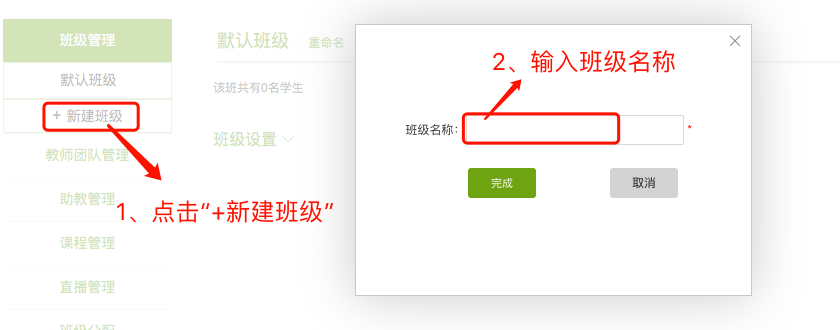 班级管理
默认班级
+ 新建班级
教师团队管理
助教管理
课程管理
直播管理
班级分配
默认班级 重命名
该班共有0名学生
班级设置
1、点击“+新建班级”
2、输入班级名称
班级名称： *
完成 取消